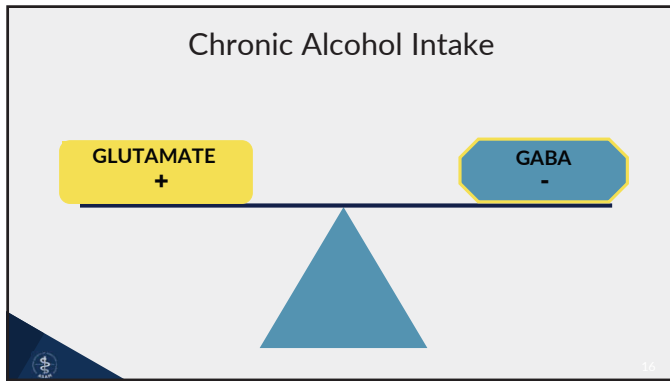 Chronic Alcohol Intake
GLUTAMATE
+
GABA
-
16